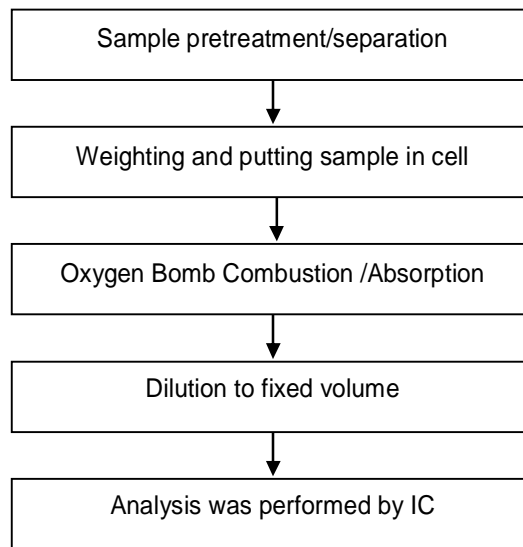 Sample pretreatment/separation
Weighting and putting sample in cell
Oxygen Bomb Combustion /Absorption
Dilution to fixed volume
Analysis was performed by IC